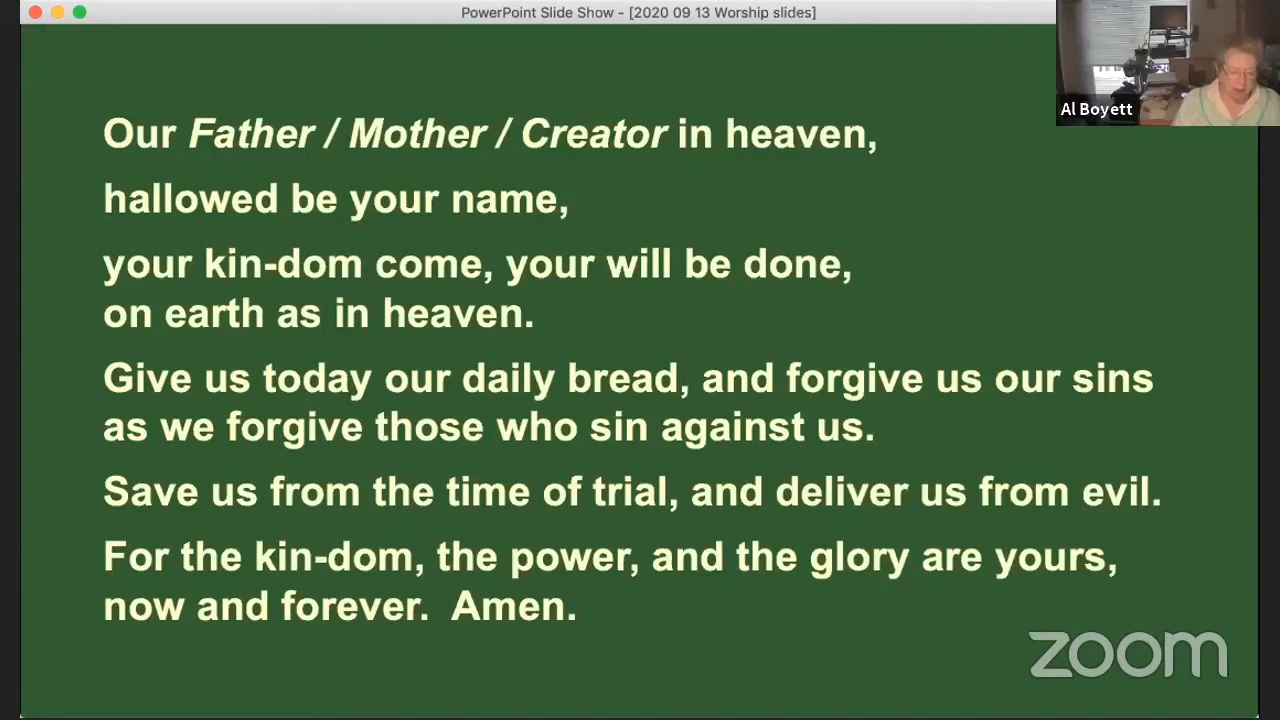 PowerPoint Slide Show - [2020 09 13 Worship slides]
Al Boyett
Our Father / Mother / Creator in heaven,
hallowed be your name,
your kin-dom come, your will be done,
on earth as in heaven.
Give us today our daily bread, and forgive us our sins
as we forgive those who sin against us.
Save us from the time of trial, and deliver us from evil.
For the kin-dom, the power, and the glory are yours,
now and forever.  Amen.
zoom